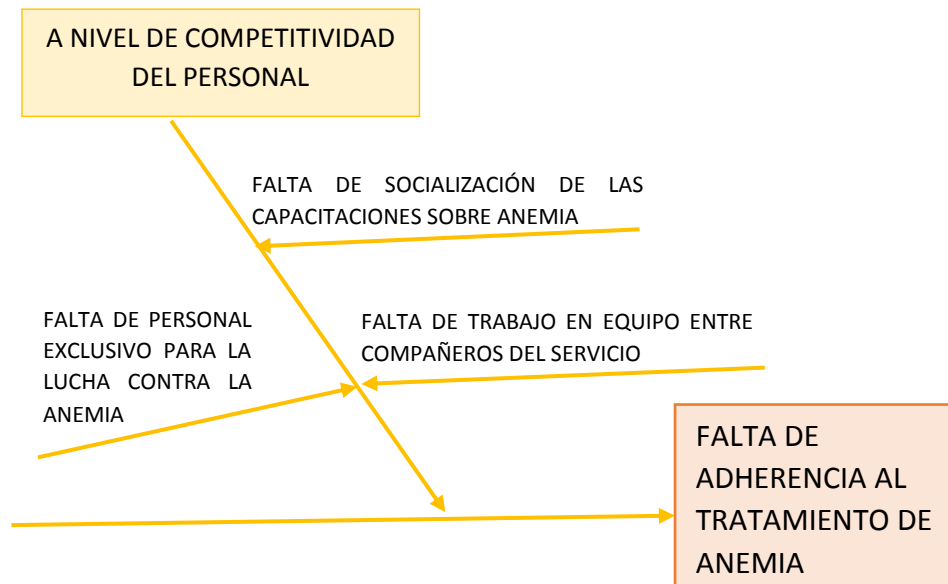 A NIVEL DE COMPETITIVIDAD
DEL PERSONAL
FALTA DE SOCIALIZACIÓN DE LAS
CAPACITACIONES SOBRE ANEMIA
FALTA DE PERSONAL
EXCLUSIVO PARA LA
LUCHA CONTRA LA
ANEMIA
FALTA DE TRABAJO EN EQUIPO ENTRE
COMPAÑEROS DEL SERVICIO
FALTA DE
ADHERENCIA AL
TRATAMIENTO DE
ANEMIA